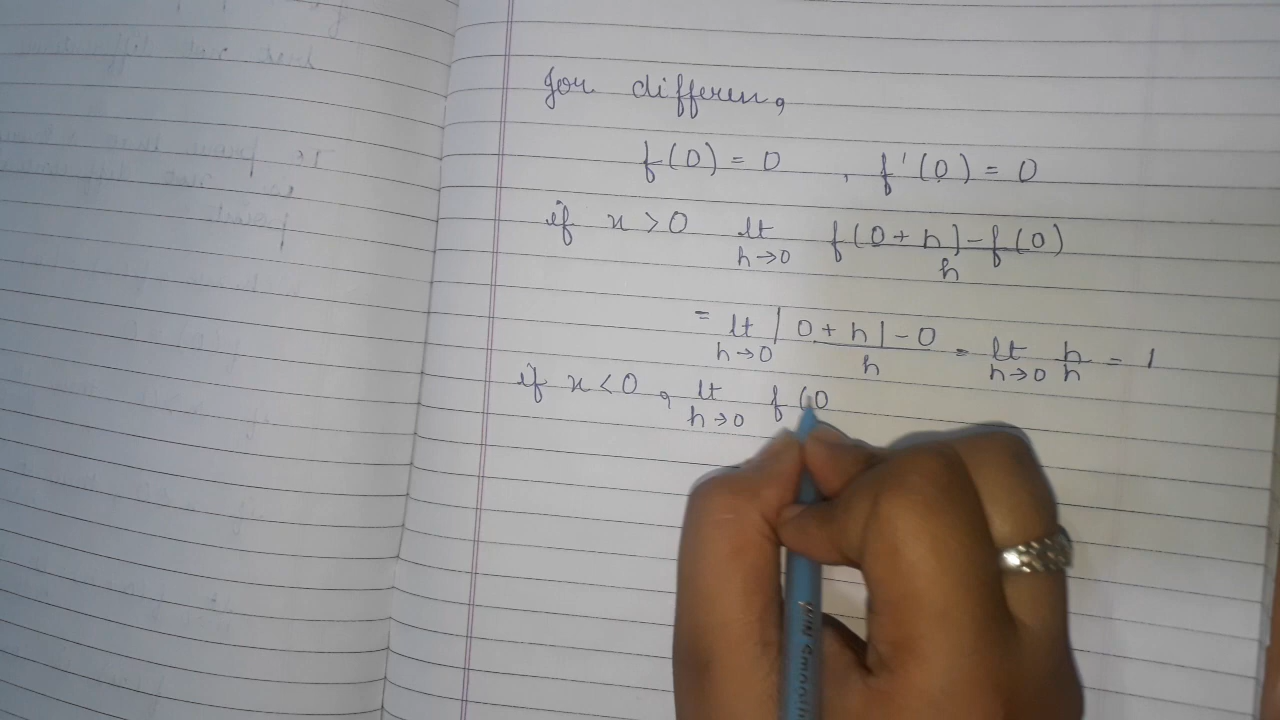 for differen,
f(0) = 0 , f'(0) = 0
if x > 0 lt h→0 f(0+h)-f(0) / h
= lt h→0 |0+h|-0 / h = lt h→0 h/h = 1
if x < 0, lt h→0 f(0